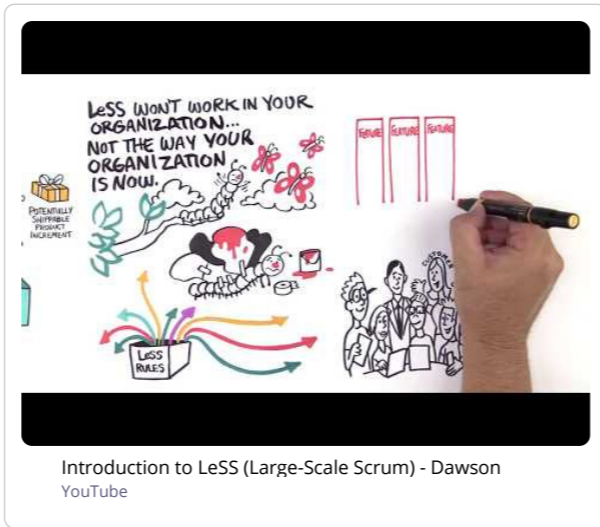 LeSS WON'T WORK IN YOUR
ORGANIZATION...
NOT THE WAY YOUR
ORGANIZATION
IS NOW.
POTENTIALLY
SHIPPABLE
PRODUCT
INCREMENT
LeSS
RULES
FEATURE FEATURE FEATURE
CUSTOMER
Introduction to LeSS (Large-Scale Scrum) - Dawson
YouTube